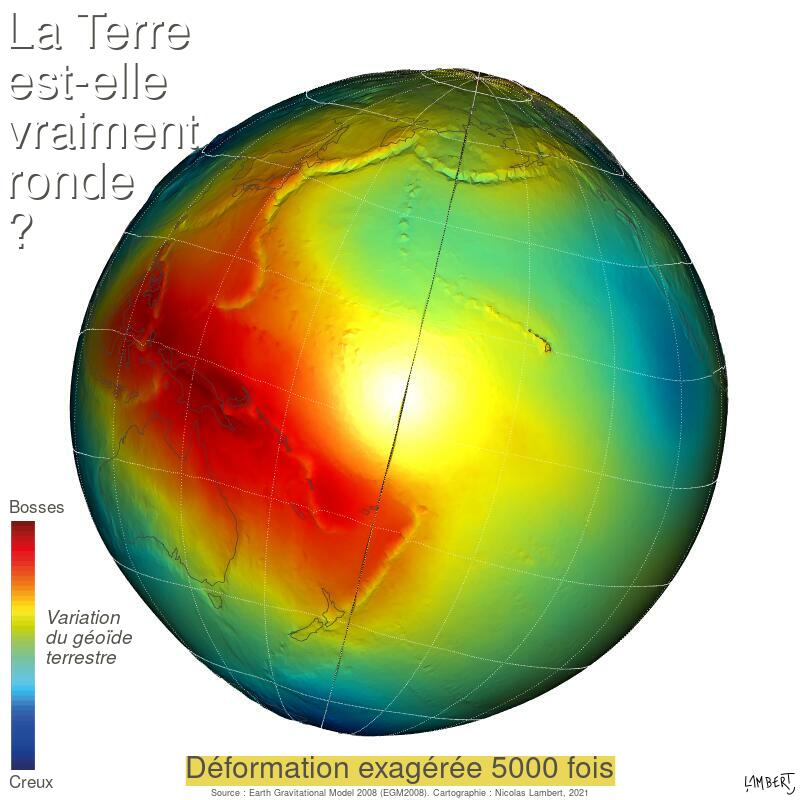 La Terre
est-elle
vraiment
ronde
?
Bosses
Variation
du géoïde
terrestre
Creux
Déformation exagérée 5000 fois
Source : Earth Gravitational Model 2008 (EGM2008). Cartographie : Nicolas Lambert, 2021
LAMBERT